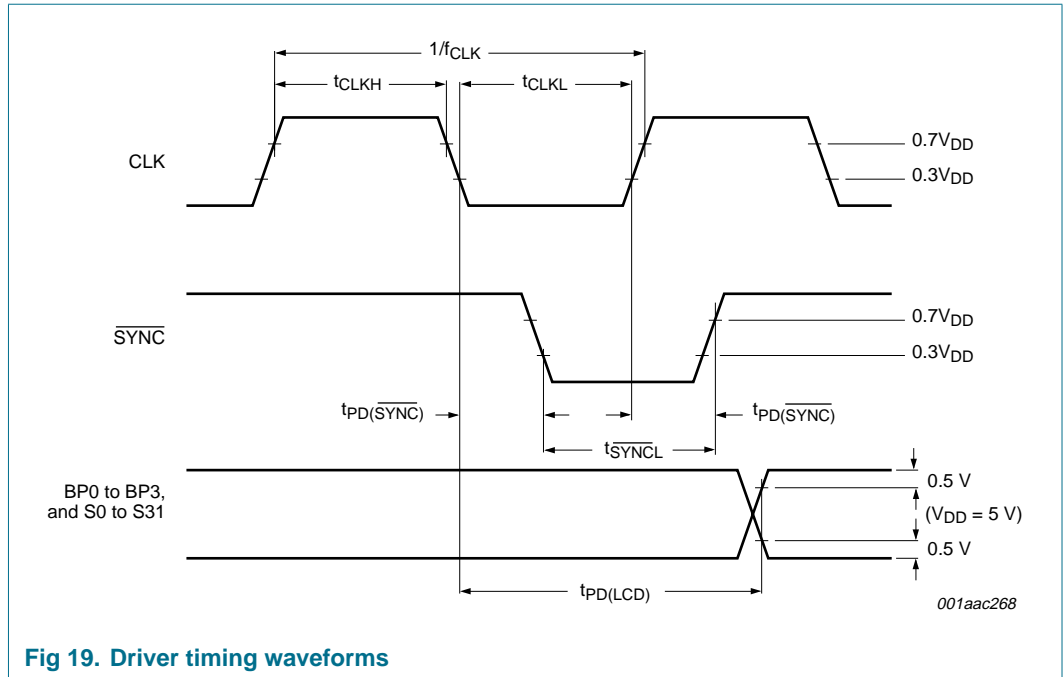 1/fCLK
tCLKH
tCLKL
CLK
0.7VDD
0.3VDD
SYNC
0.7VDD
0.3VDD
tPD(SYNC)
tPD(SYNC)
tSYNCL
BP0 to BP3,
and S0 to S31
0.5 V
(VDD = 5 V)
0.5 V
tPD(LCD)
001aac268
Fig 19. Driver timing waveforms